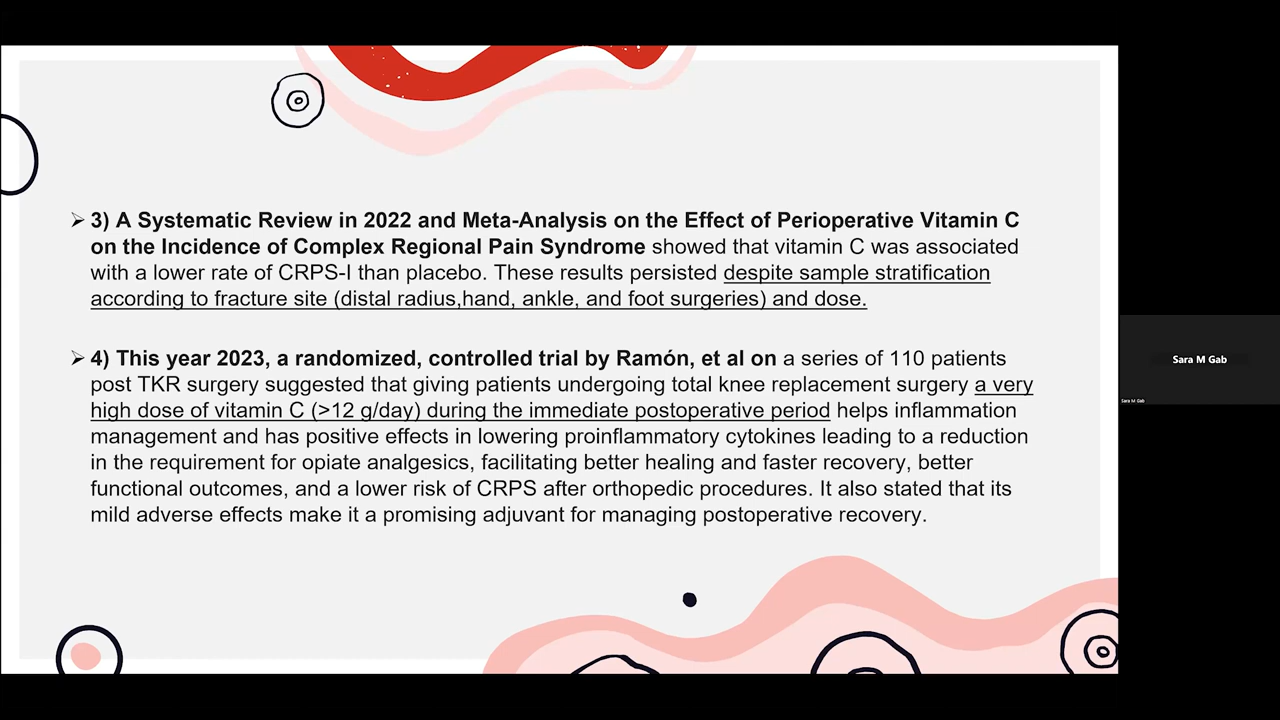 ➢ 3) A Systematic Review in 2022 and Meta-Analysis on the Effect of Perioperative Vitamin C
on the Incidence of Complex Regional Pain Syndrome showed that vitamin C was associated
with a lower rate of CRPS-I than placebo. These results persisted despite sample stratification
according to fracture site (distal radius,hand, ankle, and foot surgeries) and dose.
➢ 4) This year 2023, a randomized, controlled trial by Ramón, et al on a series of 110 patients
post TKR surgery suggested that giving patients undergoing total knee replacement surgery a very
high dose of vitamin C (>12 g/day) during the immediate postoperative period helps inflammation
management and has positive effects in lowering proinflammatory cytokines leading to a reduction
in the requirement for opiate analgesics, facilitating better healing and faster recovery, better
functional outcomes, and a lower risk of CRPS after orthopedic procedures. It also stated that its
mild adverse effects make it a promising adjuvant for managing postoperative recovery.
Sara M Gab
Sara M Gab